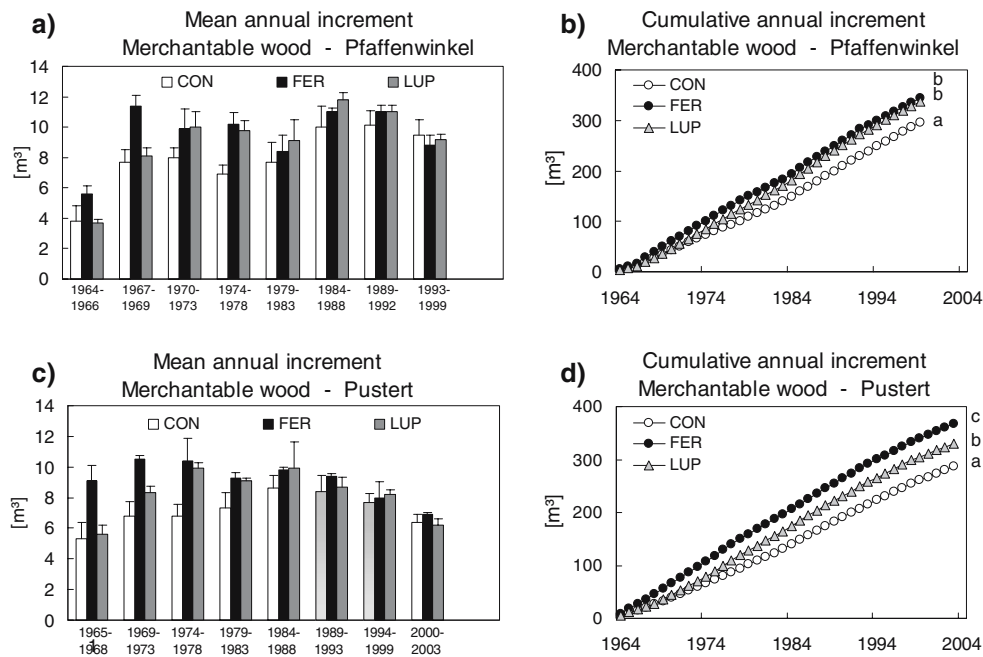 a)
Mean annual increment
Merchantable wood - Pfaffenwinkel
14
12
10
8
6
4
2
0
[m³]
CON FER LUP
1964-1966
1967-1969
1970-1973
1974-1978
1979-1983
1984-1988
1989-1992
1993-1999
b)
Cumulative annual increment
Merchantable wood - Pfaffenwinkel
400
300
200
100
0
[m³]
CON
FER
LUP
b
b
a
1964 1974 1984 1994 2004
c)
Mean annual increment
Merchantable wood - Pustert
14
12
10
8
6
4
2
0
[m³]
CON FER LUP
1965-1968
1969-1973
1974-1978
1979-1983
1984-1988
1989-1993
1994-1999
2000-2003
1
d)
Cumulative annual increment
Merchantable wood - Pustert
400
300
200
100
0
[m³]
CON
FER
LUP
c
b
a
1964 1974 1984 1994 2004